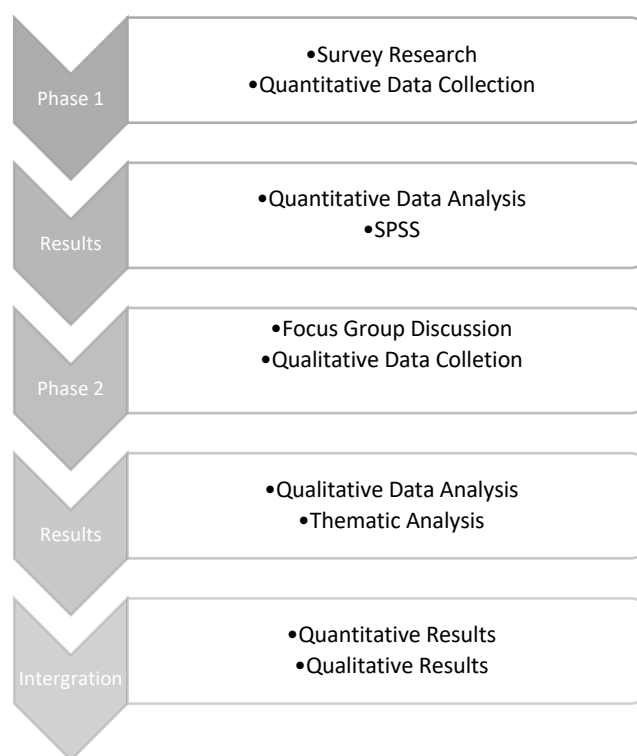 Phase 1
•Survey Research
•Quantitative Data Collection
Results
•Quantitative Data Analysis
•SPSS
Phase 2
•Focus Group Discussion
•Qualitative Data Colletion
Results
•Qualitative Data Analysis
•Thematic Analysis
Intergration
•Quantitative Results
•Qualitative Results